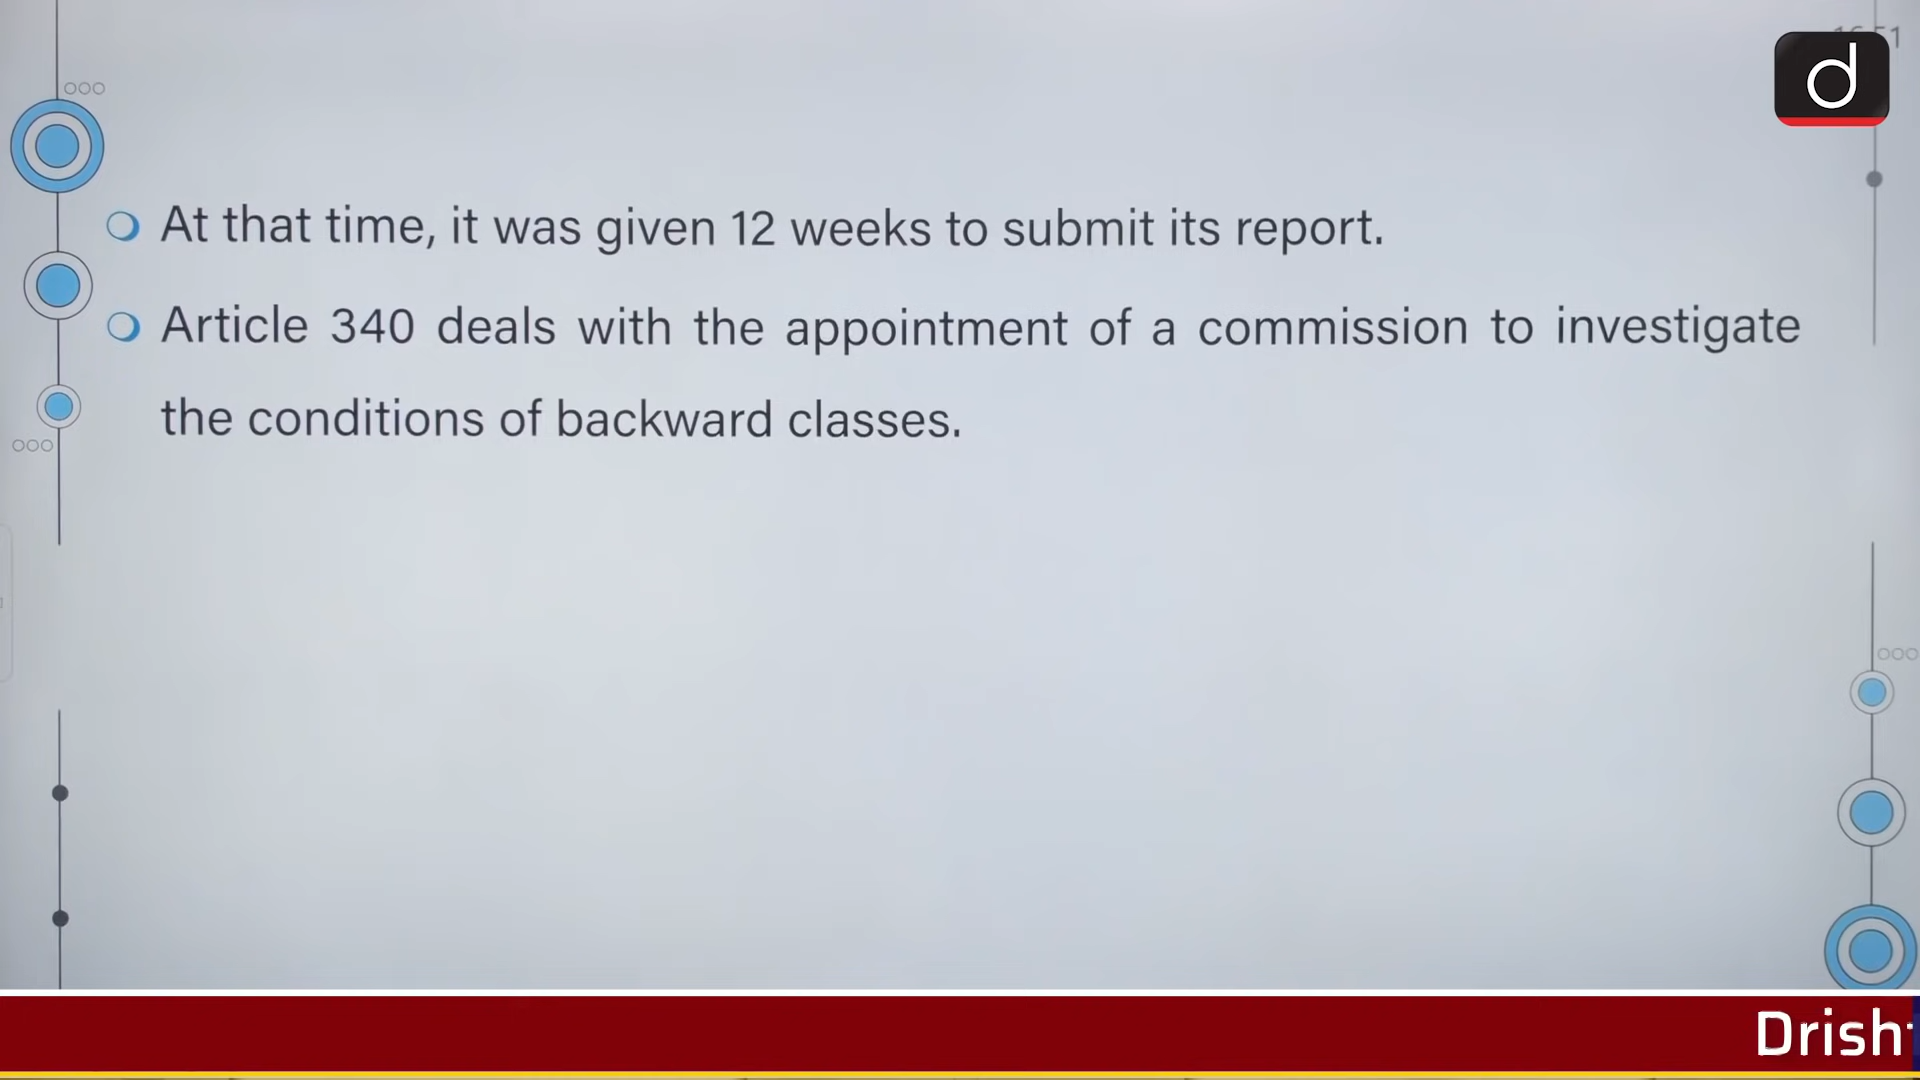 At that time, it was given 12 weeks to submit its report.
Article 340 deals with the appointment of a commission to investigate
the conditions of backward classes.
d
Drish